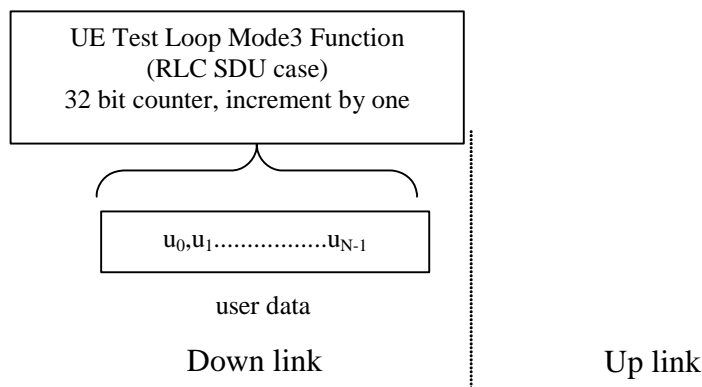 UE Test Loop Mode3 Function
(RLC SDU case)
32 bit counter, increment by one
u0,u1..................uN-1
user data
Down link
Up link